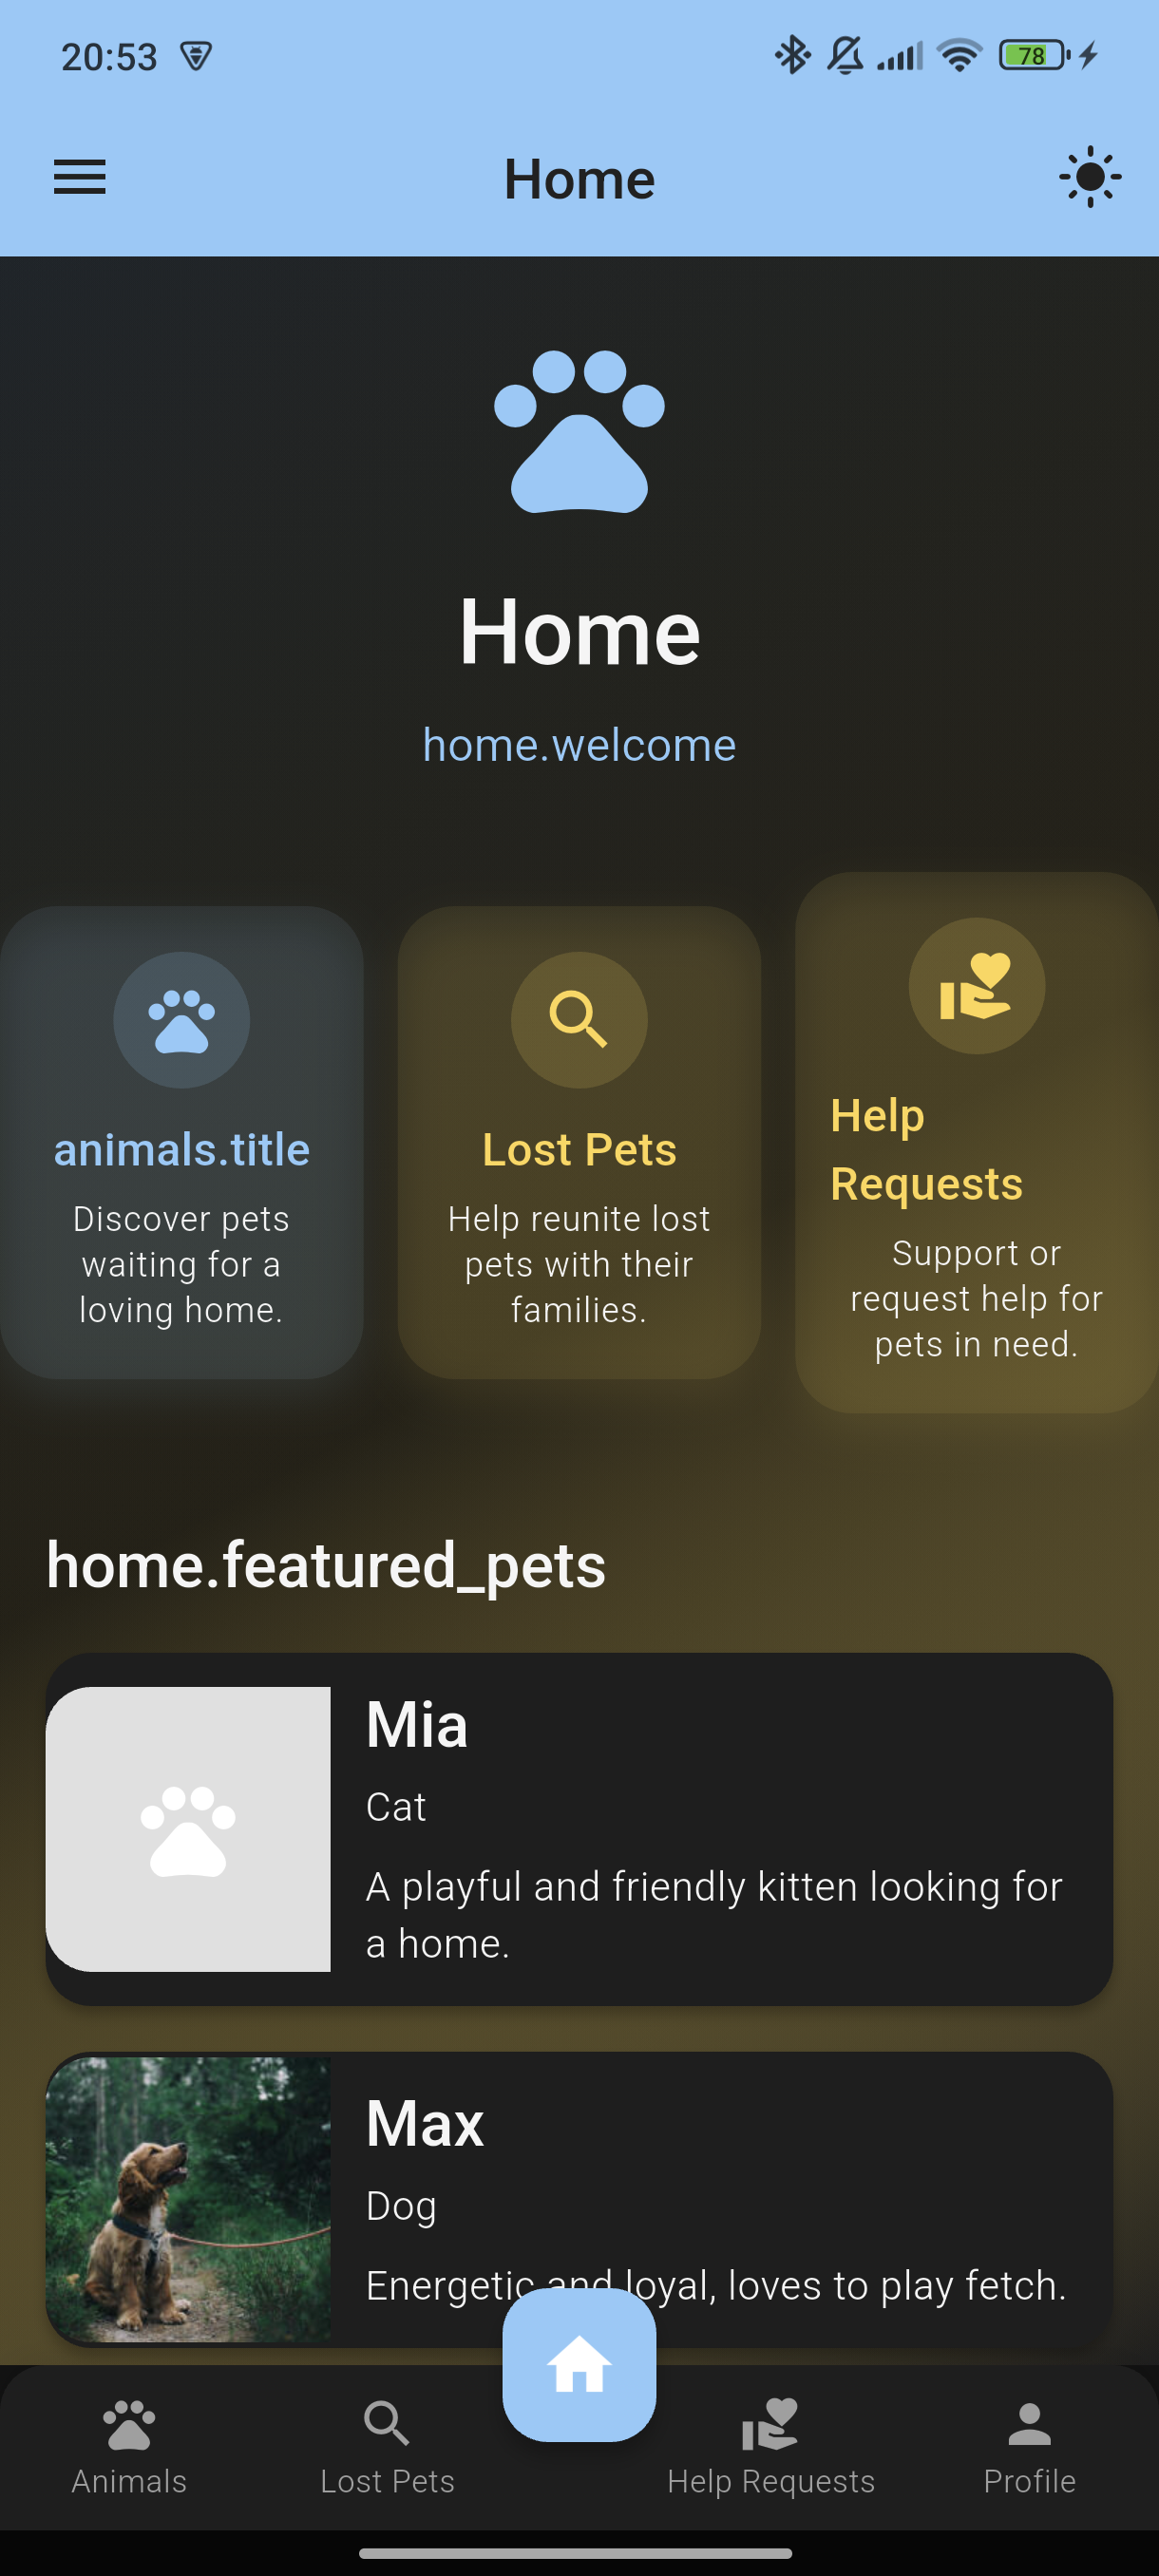 20:53
78
Home
Home
home.welcome
animals.title
Discover pets
waiting for a
loving home.
Lost Pets
Help reunite lost
pets with their
families.
Help
Requests
Support or
request help for
pets in need.
home.featured_pets
Mia
Cat
A playful and friendly kitten looking for
a home.
Max
Dog
Energetic and loyal, loves to play fetch.
Animals
Lost Pets
Help Requests
Profile